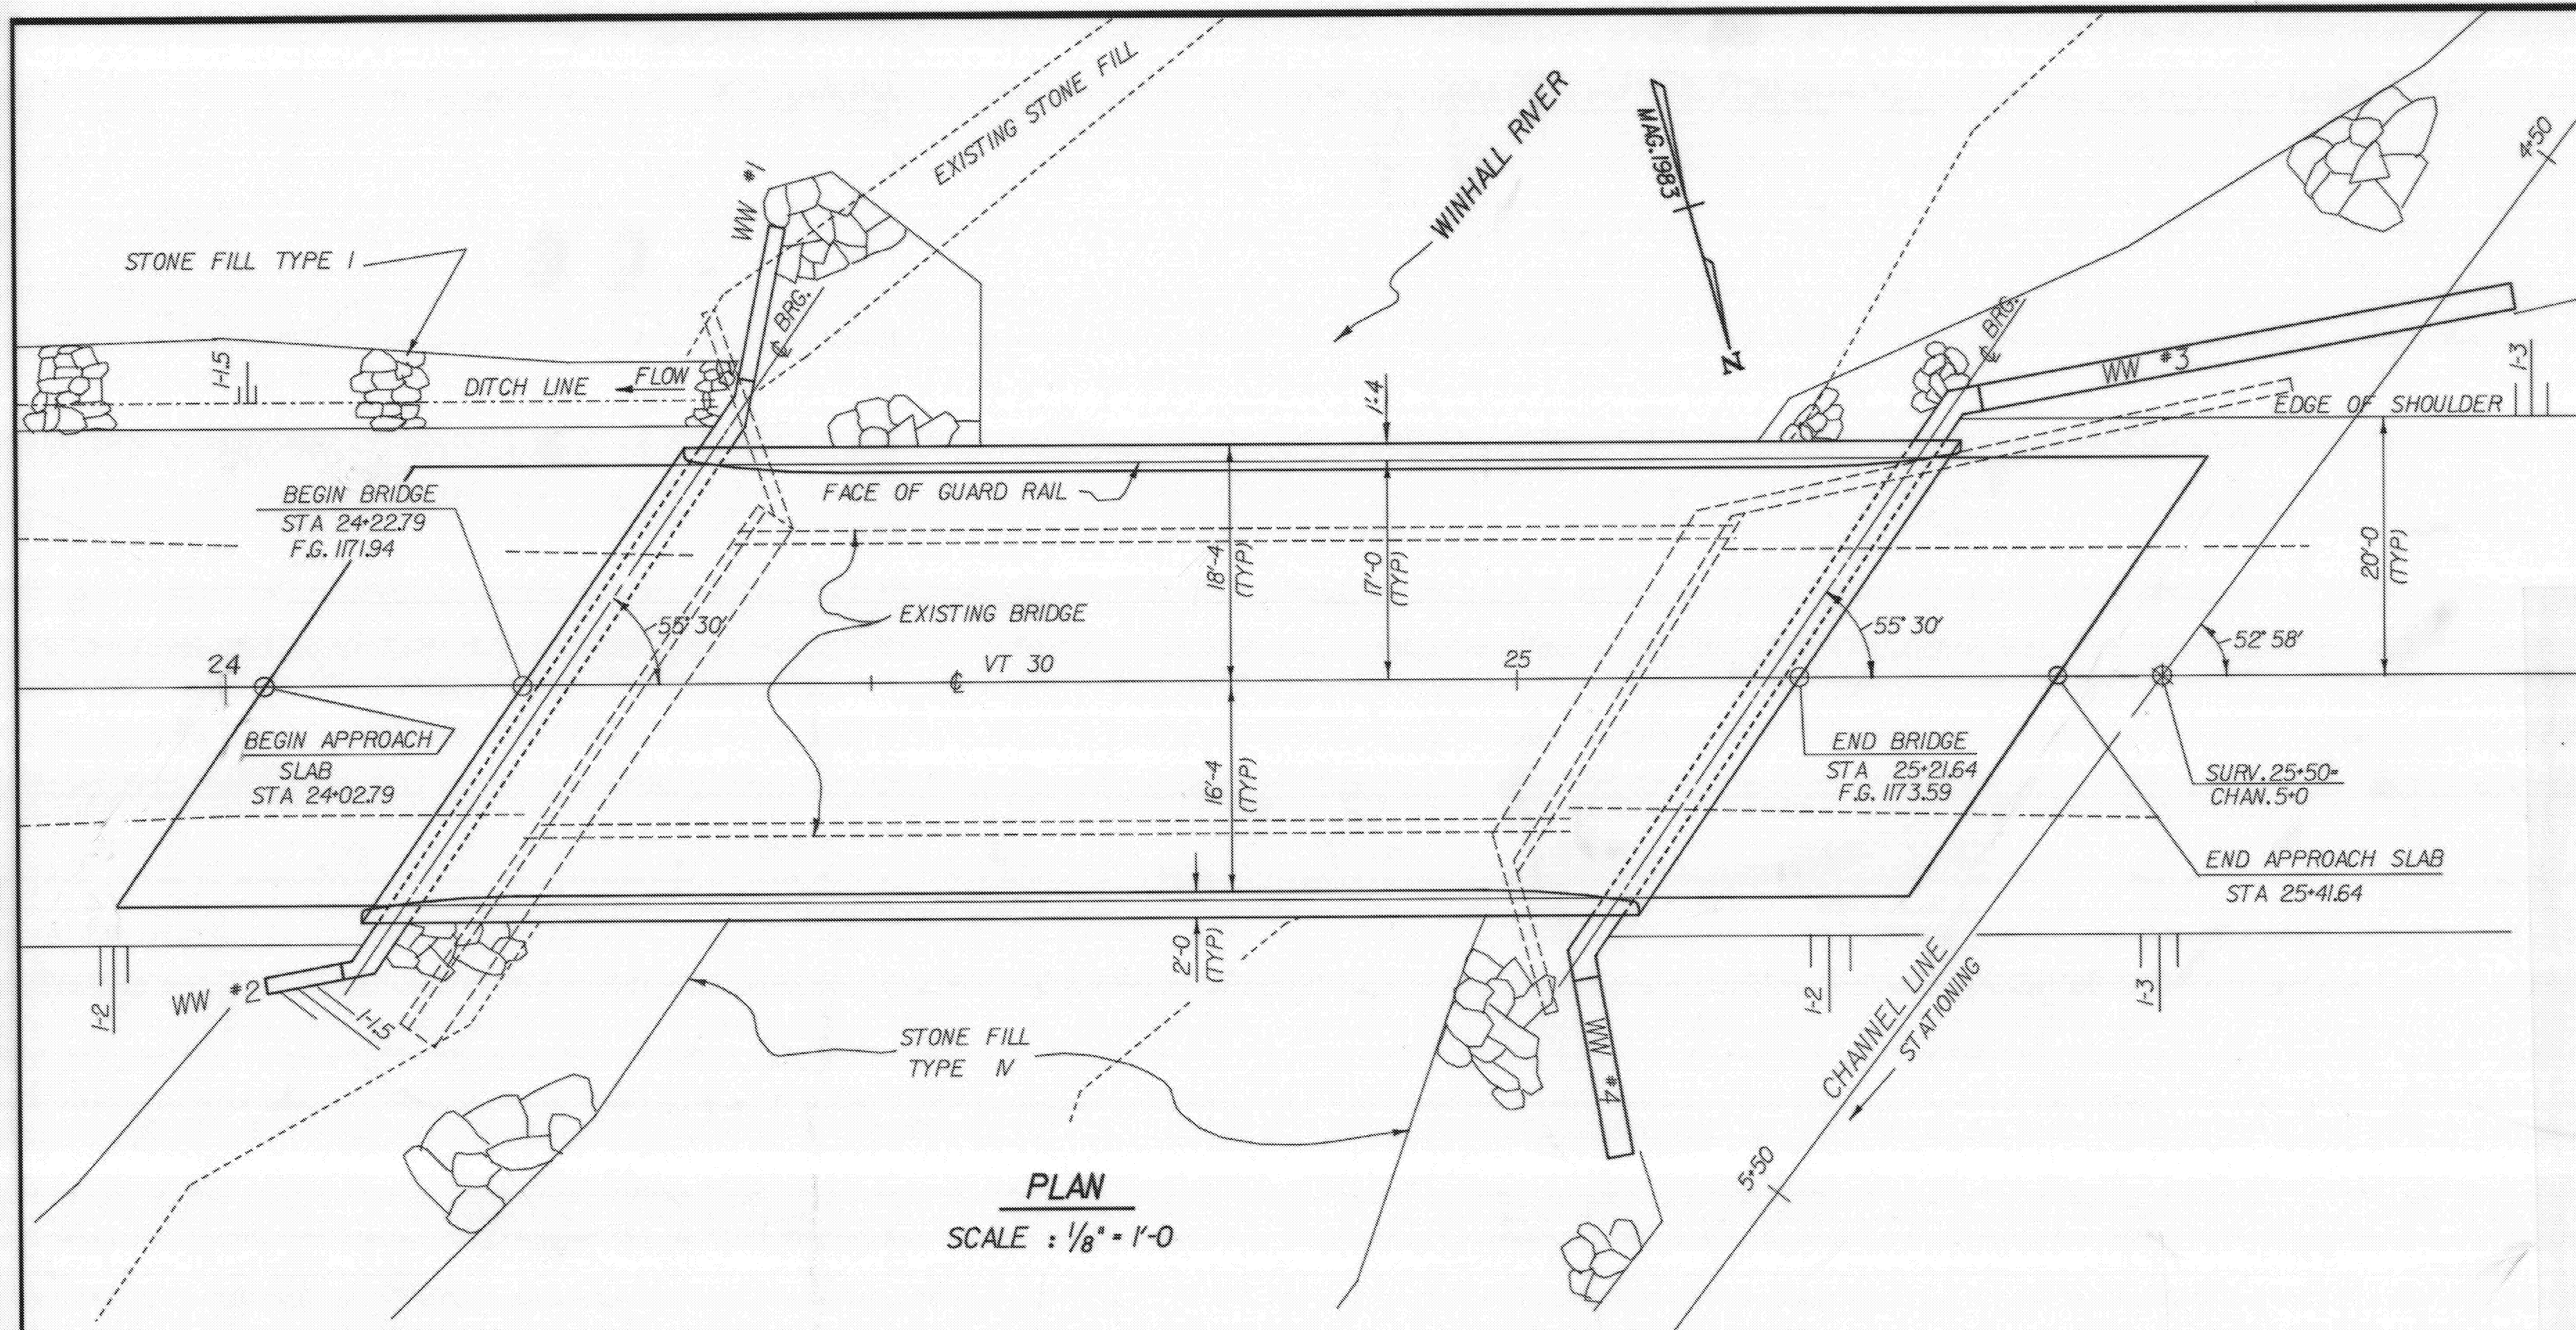 EXISTING STONE FILL
WINHALL RIVER
MAG. 1983
N
4+50
WW #1
STONE FILL TYPE I
℄ BRG.
℄ BRG.
1-1.5
DITCH LINE
FLOW
1'-4
WW #3
1-3
EDGE OF SHOULDER
FACE OF GUARD RAIL
BEGIN BRIDGE
STA 24+22.79
F.G. 1171.94
18'-4
(TYP)
17'-0
(TYP)
20'-0
(TYP)
55° 30'
EXISTING BRIDGE
55° 30'
52° 58'
24
℄ VT 30
25
BEGIN APPROACH
SLAB
STA 24+02.79
16'-4
(TYP)
END BRIDGE
STA 25+21.64
F.G. 1173.59
SURV. 25+50=
CHAN. 5+0
END APPROACH SLAB
STA 25+41.64
2'-0
(TYP)
1-2
WW #2
1-1.5
1-2
1-3
CHANNEL LINE
STATIONING
STONE FILL
TYPE IV
WW #4
5+50
PLAN
SCALE : 1/8" = 1'-0